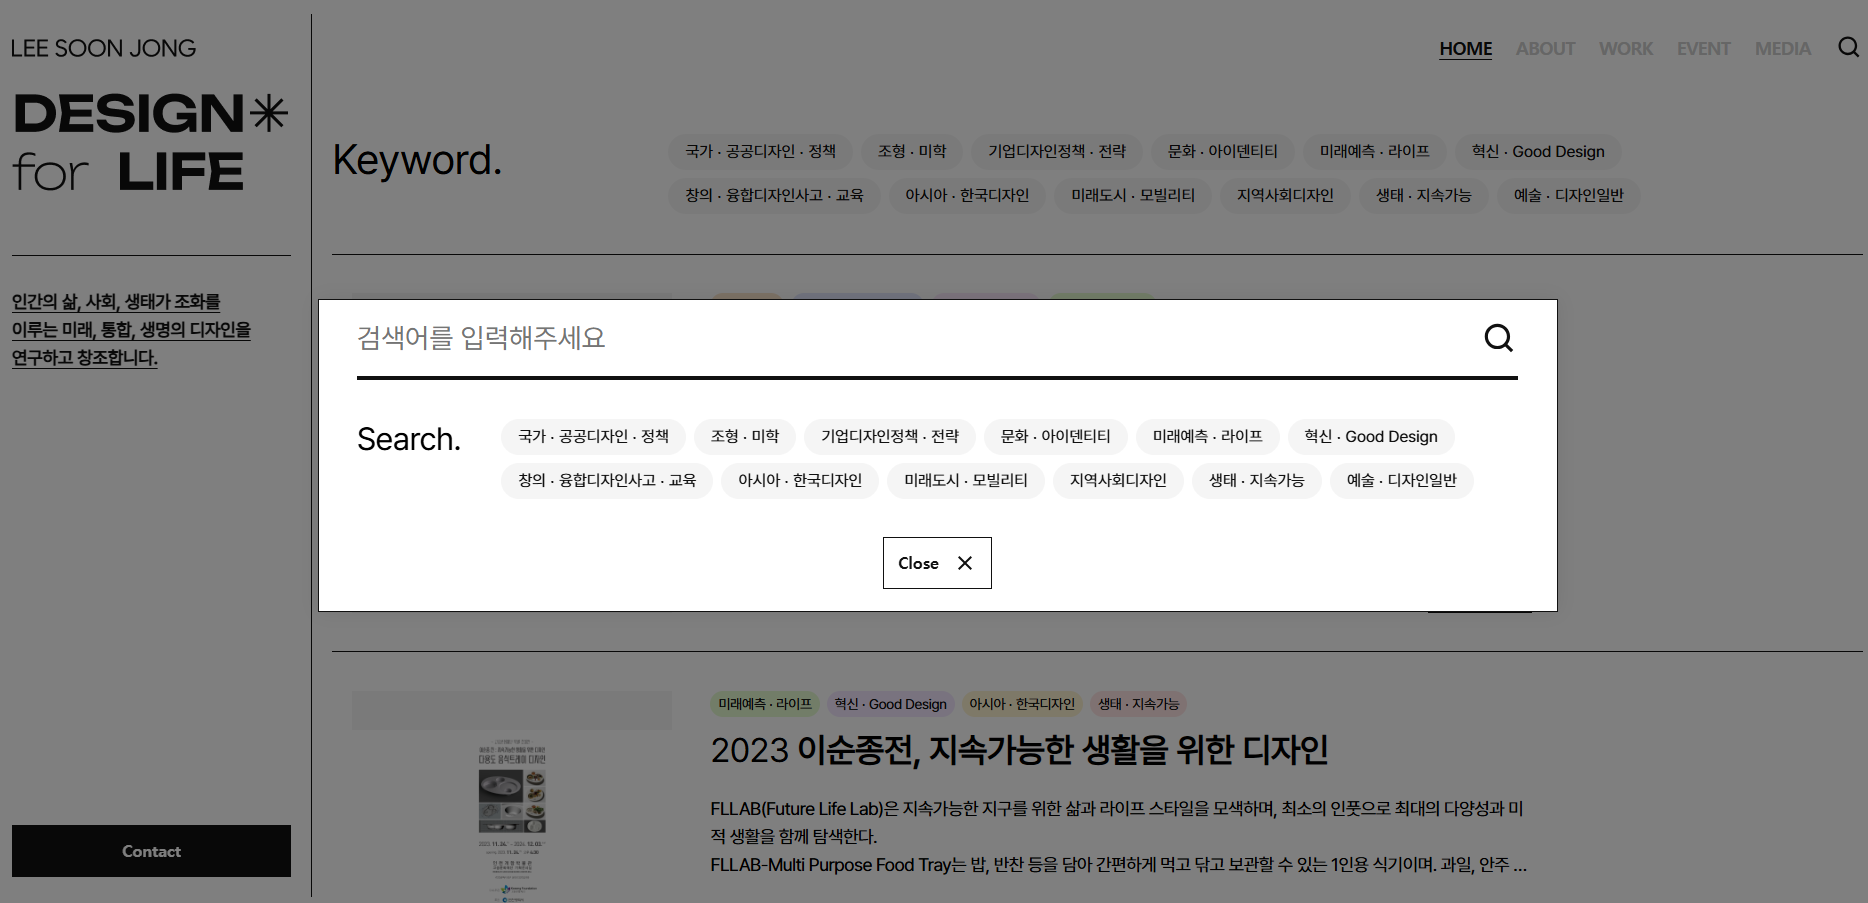 LEE SOON JONG
DESIGN✳
for LIFE
인간의 삶, 사회, 생태가 조화를
이루는 미래, 통합, 생명의 디자인을
연구하고 창조합니다.
Contact
HOME ABOUT WORK EVENT MEDIA
Keyword.
국가 · 공공디자인 · 정책 조형 · 미학 기업디자인정책 · 전략 문화 · 아이덴티티 미래예측 · 라이프 혁신 · Good Design
창의 · 융합디자인사고 · 교육 아시아 · 한국디자인 미래도시 · 모빌리티 지역사회디자인 생태 · 지속가능 예술 · 디자인일반
검색어를 입력해주세요
Search.
국가 · 공공디자인 · 정책 조형 · 미학 기업디자인정책 · 전략 문화 · 아이덴티티 미래예측 · 라이프 혁신 · Good Design
창의 · 융합디자인사고 · 교육 아시아 · 한국디자인 미래도시 · 모빌리티 지역사회디자인 생태 · 지속가능 예술 · 디자인일반
Close
미래예측 · 라이프 혁신 · Good Design 아시아 · 한국디자인 생태 · 지속가능
2023 이순종전, 지속가능한 생활을 위한 디자인
FLLAB(Future Life Lab)은 지속가능한 지구를 위한 삶과 라이프 스타일을 모색하며, 최소의 인풋으로 최대의 다양성과 미
적 생활을 함께 탐색한다.
FLLAB-Multi Purpose Food Tray는 밥, 반찬 등을 담아 간편하게 먹고 닦고 보관할 수 있는 1인용 식기이며. 과일, 안주 ...
다용도 음식트레이 디자인